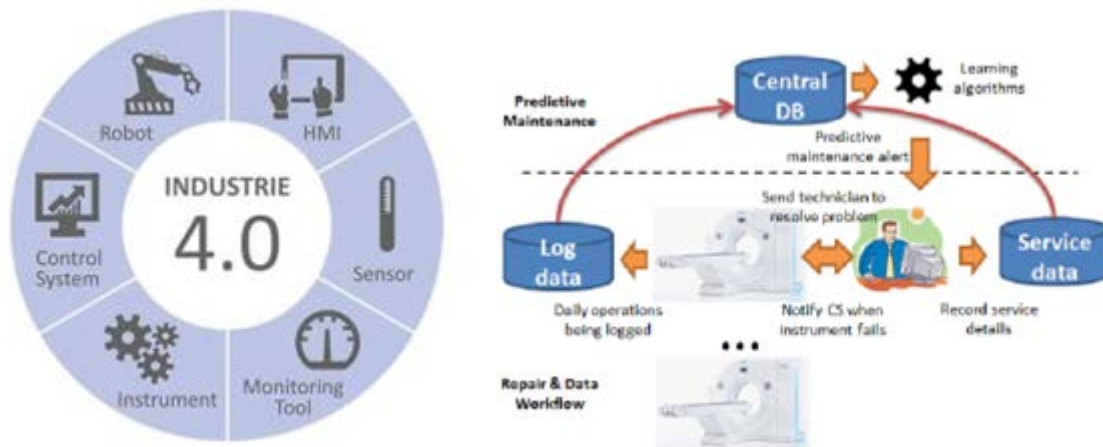 Robot
HMI
INDUSTRIE
4.0
Control
System
Sensor
Instrument
Monitoring
Tool
Central
DB
Learning
algorithms
Predictive
Maintenance
Predictive
maintenance alert
Send technician to
resolve problem
Log
data
Service
data
Daily operations
being logged
Notify CS when
instrument fails
Record service
details
...
Repair & Data
Workflow